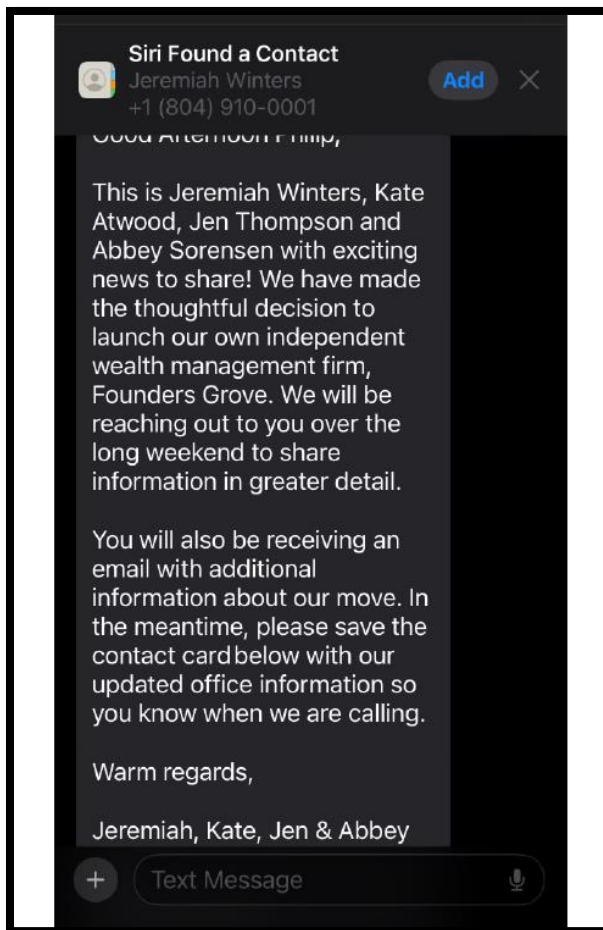 Siri Found a Contact
Jeremiah Winters
Add
+1 (804) 910-0001
Good Afternoon Philip,
This is Jeremiah Winters, Kate
Atwood, Jen Thompson and
Abbey Sorensen with exciting
news to share! We have made
the thoughtful decision to
launch our own independent
wealth management firm,
Founders Grove. We will be
reaching out to you over the
long weekend to share
information in greater detail.
You will also be receiving an
email with additional
information about our move. In
the meantime, please save the
contact card below with our
updated office information so
you know when we are calling.
Warm regards,
Jeremiah, Kate, Jen & Abbey
Text Message